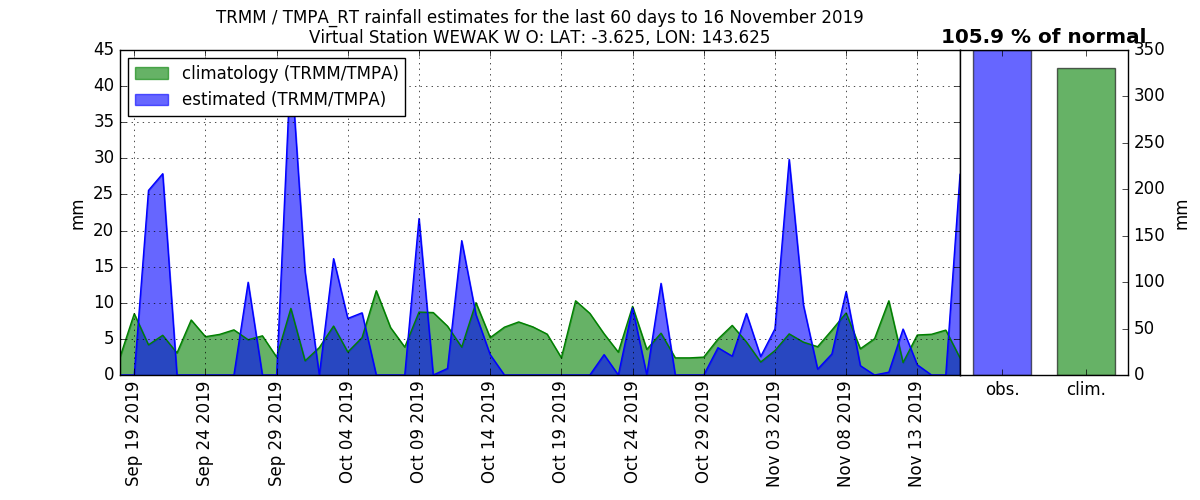 TRMM / TMPA_RT rainfall estimates for the last 60 days to 16 November 2019
Virtual Station WEWAK W O: LAT: -3.625, LON: 143.625
105.9 % of normal
climatology (TRMM/TMPA)
estimated (TRMM/TMPA)
mm
45
40
35
30
25
20
15
10
5
0
Sep 19 2019
Sep 24 2019
Sep 29 2019
Oct 04 2019
Oct 09 2019
Oct 14 2019
Oct 19 2019
Oct 24 2019
Oct 29 2019
Nov 03 2019
Nov 08 2019
Nov 13 2019
obs.
clim.
350
300
250
200
150
100
50
0
mm